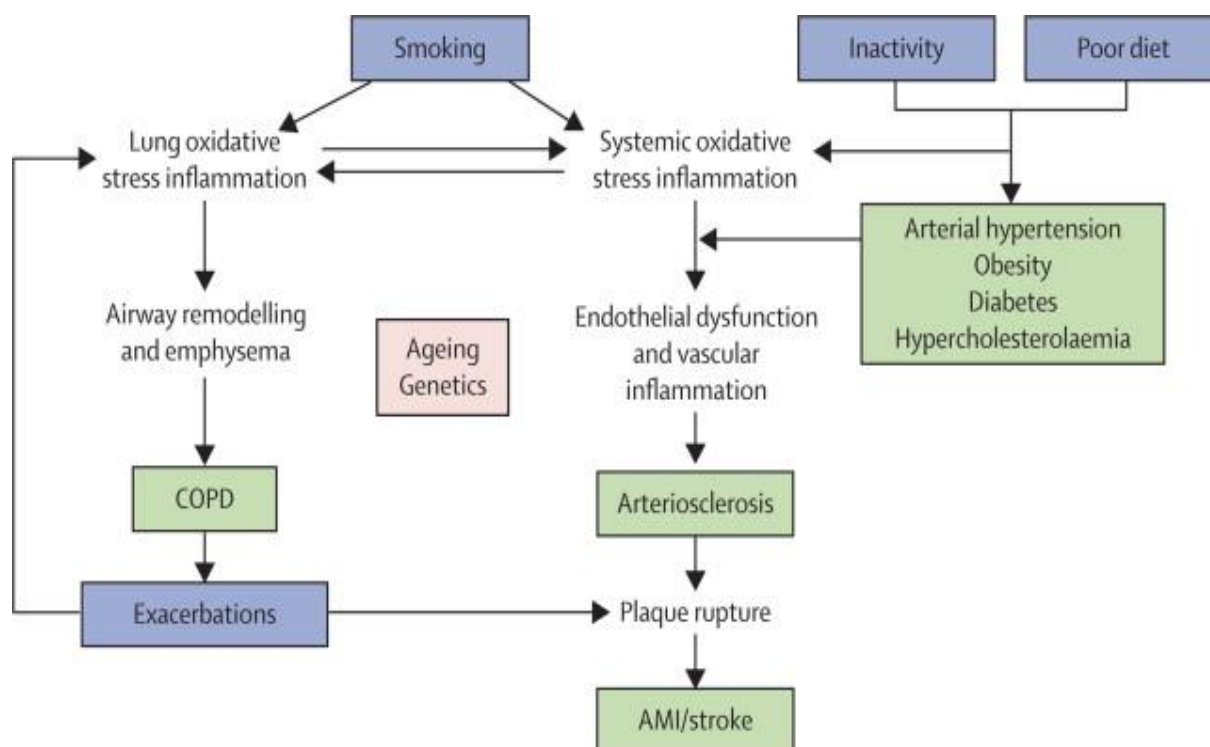 Smoking
Inactivity
Poor diet
Lung oxidative
stress inflammation
Systemic oxidative
stress inflammation
Arterial hypertension
Obesity
Diabetes
Hypercholesterolaemia
Airway remodelling
and emphysema
Ageing
Genetics
Endothelial dysfunction
and vascular
inflammation
COPD
Arteriosclerosis
Exacerbations
Plaque rupture
AMI/stroke